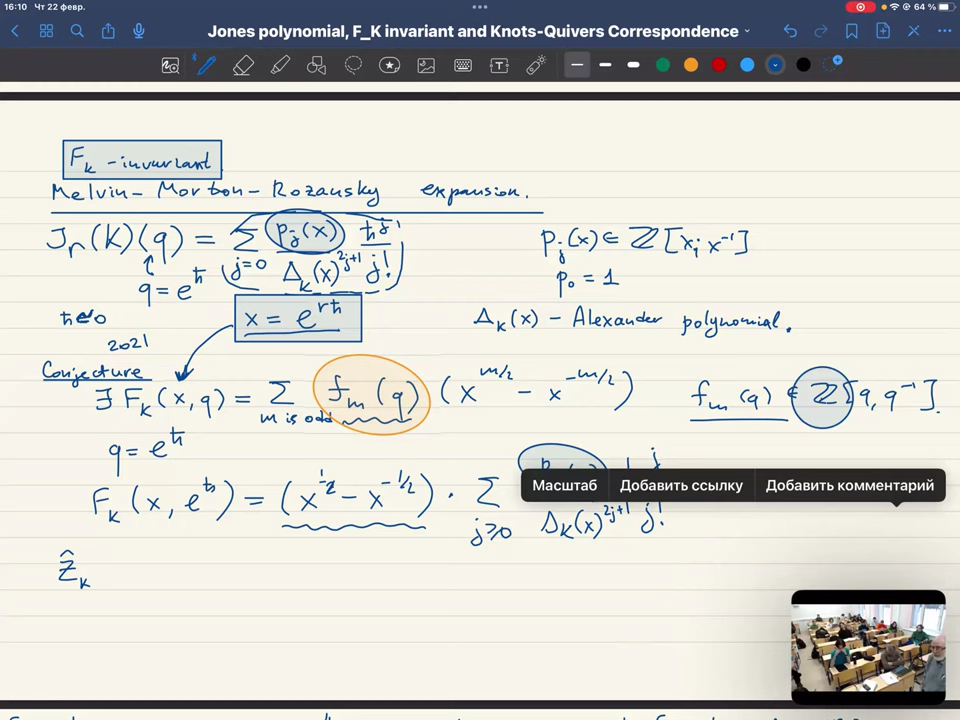 16:10 Чт 22 февр.
64 %
Jones polynomial, F_K invariant and Knots-Quivers Correspondence
F_K - invariant
Melvin - Morton - Rozansky expansion.
J_r(K)(q) = Σ_{j=0} p_j(x) / Δ_K(x)^{2j+1} ħ^j / j!
p_j(x) ∈ ℤ[x, x^{-1}]
q = e^ħ
p_0 = 1
x = e^{rħ}
Δ_K(x) - Alexander polynomial.
2021
Conjecture
∃ F_K(x, q) = Σ_{m is odd} f_m(q) (x^{m/2} - x^{-m/2})
f_m(q) ∈ ℤ[q, q^{-1}].
q = e^ħ
F_K(x, e^ħ) = (x^{1/2} - x^{-1/2}) · Σ_{j≥0} Δ_K(x)^{2j+1} j!
Масштаб Добавить ссылку Добавить комментарий
Ẑ_K